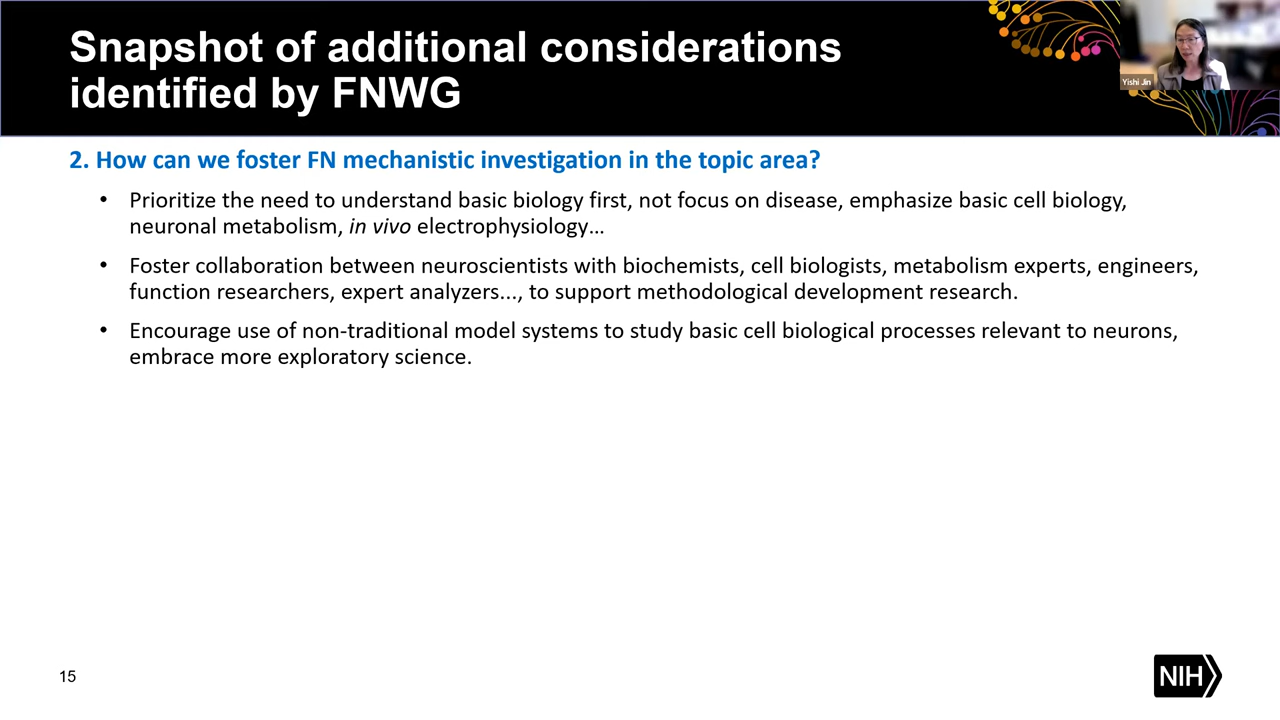 Snapshot of additional considerations
identified by FNWG
Yishi Jin
2. How can we foster FN mechanistic investigation in the topic area?
• Prioritize the need to understand basic biology first, not focus on disease, emphasize basic cell biology,
neuronal metabolism, in vivo electrophysiology…
• Foster collaboration between neuroscientists with biochemists, cell biologists, metabolism experts, engineers,
function researchers, expert analyzers..., to support methodological development research.
• Encourage use of non-traditional model systems to study basic cell biological processes relevant to neurons,
embrace more exploratory science.
15
NIH